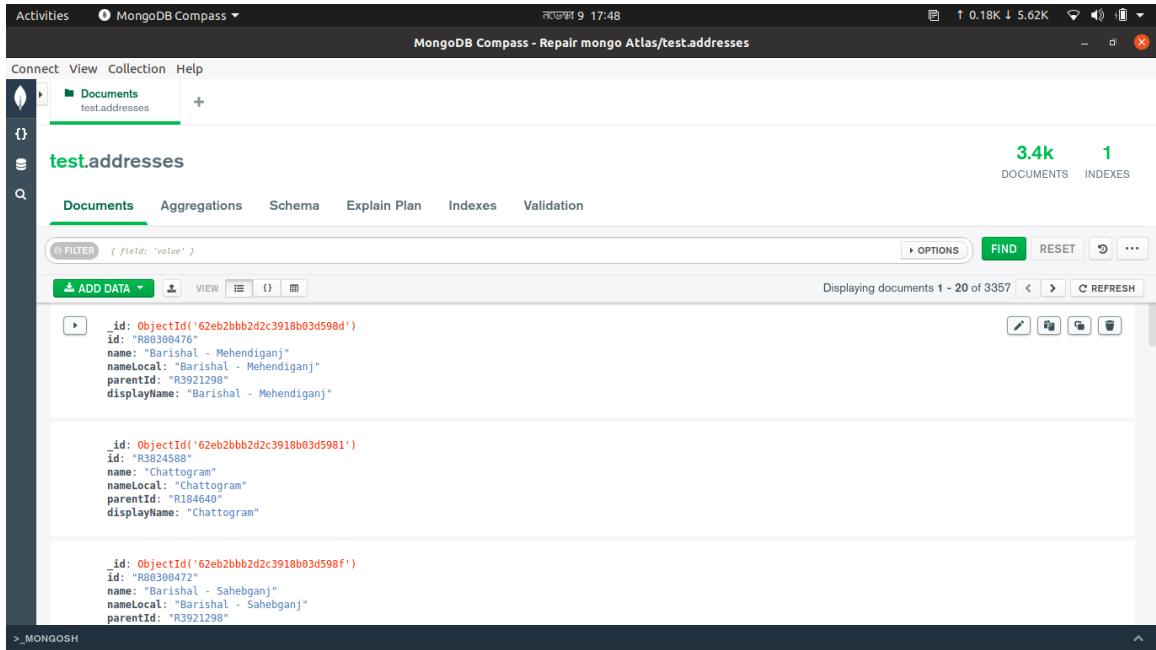 Activities MongoDB Compass নভেম্বর 9 17:48 ↑ 0.18K ↓ 5.62K
MongoDB Compass - Repair mongo Atlas/test.addresses
Connect View Collection Help
Documents
test.addresses
+
{}
test.addresses
3.4k 1
DOCUMENTS INDEXES
Documents Aggregations Schema Explain Plan Indexes Validation
FILTER { field: 'value' } OPTIONS FIND RESET ...
ADD DATA VIEW {} Displaying documents 1 - 20 of 3357 < > REFRESH
_id: ObjectId('62eb2bbb2d2c3918b03d598d')
id: "R80300476"
name: "Barishal - Mehendiganj"
nameLocal: "Barishal - Mehendiganj"
parentId: "R3921298"
displayName: "Barishal - Mehendiganj"
_id: ObjectId('62eb2bbb2d2c3918b03d5981')
id: "R3824588"
name: "Chattogram"
nameLocal: "Chattogram"
parentId: "R184640"
displayName: "Chattogram"
_id: ObjectId('62eb2bbb2d2c3918b03d598f')
id: "R80300472"
name: "Barishal - Sahebganj"
nameLocal: "Barishal - Sahebganj"
parentId: "R3921298"
>_MONGOSH